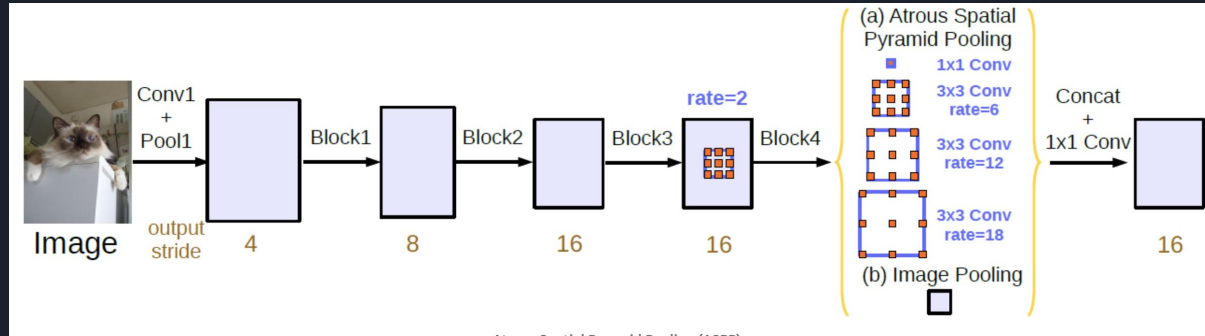 (a) Atrous Spatial
Pyramid Pooling
1x1 Conv
3x3 Conv
rate=6
3x3 Conv
rate=12
3x3 Conv
rate=18
(b) Image Pooling
Conv1
+
Pool1
Block1
Block2
Block3
rate=2
Block4
Concat
+
1x1 Conv
Image
output
stride
4
8
16
16
16